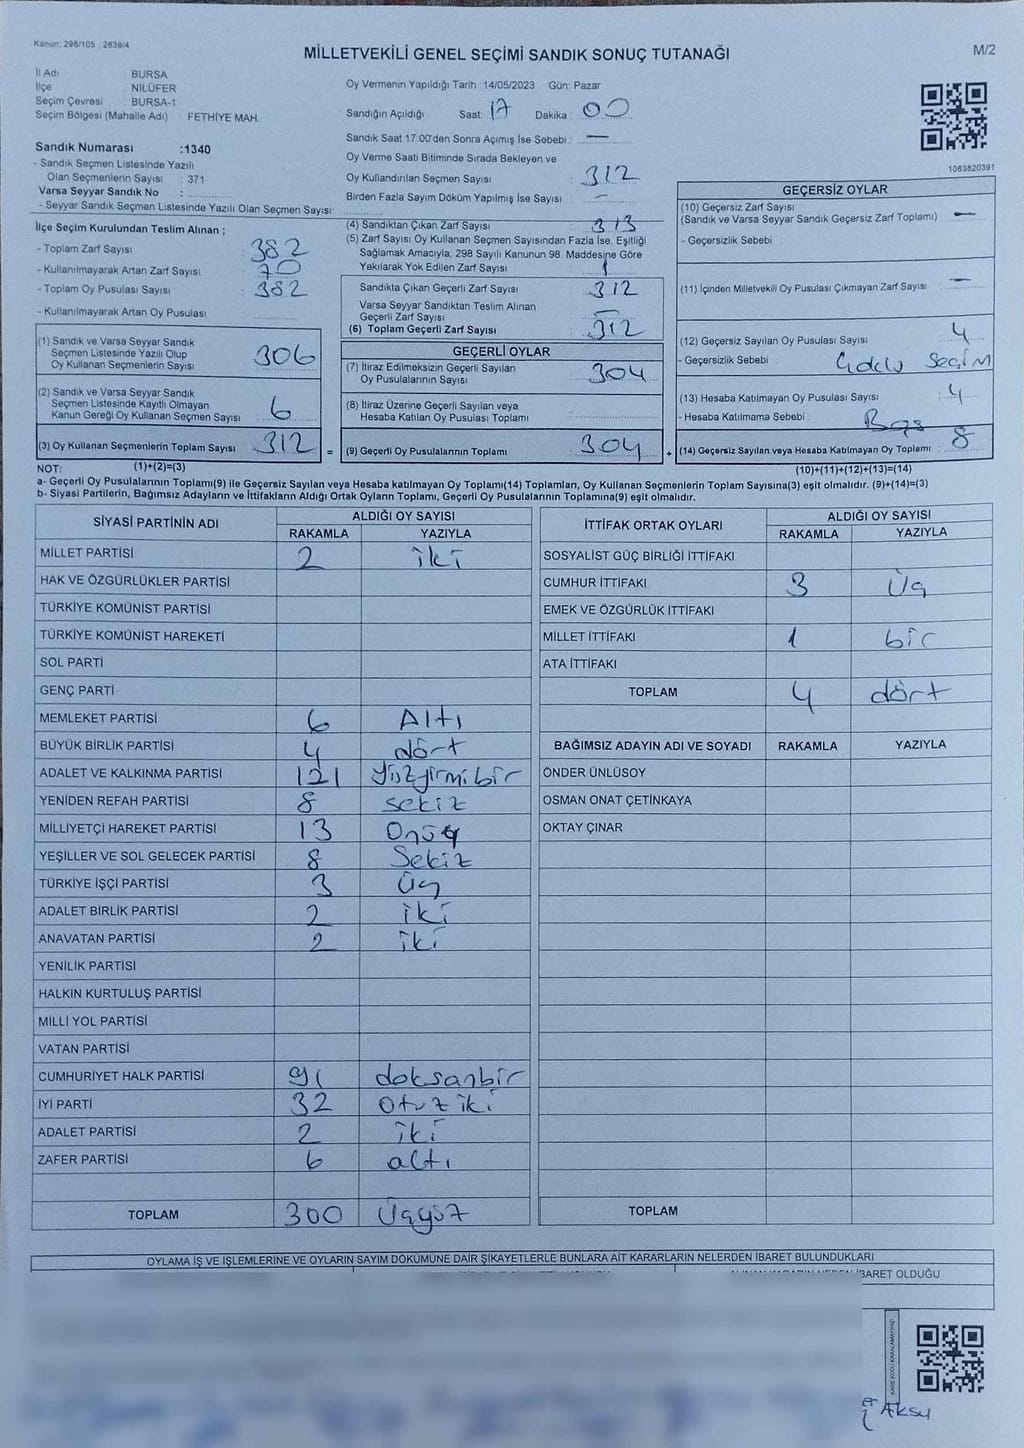 Kanun: 298/105 , 2839/4
MİLLETVEKİLİ GENEL SEÇİMİ SANDIK SONUÇ TUTANAĞI
M/2
İl Adı : BURSA
İlçe : NİLÜFER
Seçim Çevresi : BURSA-1
Seçim Bölgesi (Mahalle Adı) : FETHİYE MAH.
Sandık Numarası :1340
- Sandık Seçmen Listesinde Yazılı
Olan Seçmenlerin Sayısı : 371
Varsa Seyyar Sandık No :
- Seyyar Sandık Seçmen Listesinde Yazılı Olan Seçmen Sayısı:
Oy Vermenin Yapıldığı Tarih : 14/05/2023 Gün: Pazar
Sandığın Açıldığı Saat: 17 Dakika : 00
Sandık Saat 17:00'den Sonra Açımış İse Sebebi : —
Oy Verme Saati Bitiminde Sırada Bekleyen ve
Oy Kullandırılan Seçmen Sayısı : 312
Birden Fazla Sayım Döküm Yapılmış İse Sayısı : –
1063820391
İlçe Seçim Kurulundan Teslim Alınan ;
- Toplam Zarf Sayısı : 382
- Kullanılmayarak Artan Zarf Sayısı : 70
- Toplam Oy Pusulası Sayısı : 382
- Kullanılmayarak Artan Oy Pusulası :
(4) Sandıktan Çıkan Zarf Sayısı : 313
(5) Zarf Sayısı Oy Kullanan Seçmen Sayısından Fazla İse, Eşitliği
Sağlamak Amacıyla, 298 Sayılı Kanunun 98. Maddesine Göre
Yakılarak Yok Edilen Zarf Sayısı : 1
Sandıkta Çıkan Geçerli Zarf Sayısı : 312
Varsa Seyyar Sandıktan Teslim Alınan
Geçerli Zarf Sayısı : –
(6) Toplam Geçerli Zarf Sayısı : 312
GEÇERSİZ OYLAR
(10) Geçersiz Zarf Sayısı
(Sandık ve Varsa Seyyar Sandık Geçersiz Zarf Toplamı) : —
- Geçersizlik Sebebi :
(11) İçinden Milletvekili Oy Pusulası Çıkmayan Zarf Sayısı : —
(12) Geçersiz Sayılan Oy Pusulası Sayısı : 4
- Geçersizlik Sebebi : Çoklu Seçim
(13) Hesaba Katılmayan Oy Pusulası Sayısı : 4
- Hesaba Katılmama Sebebi : Boş
(14) Geçersiz Sayılan veya Hesaba Katılmayan Oy Toplamı : 8
(10)+(11)+(12)+(13)=(14)
(1) Sandık ve Varsa Seyyar Sandık
Seçmen Listesinde Yazılı Olup
Oy Kullanan Seçmenlerin Sayısı : 306
(2) Sandık ve Varsa Seyyar Sandık
Seçmen Listesinde Kayıtlı Olmayan
Kanun Gereği Oy Kullanan Seçmen Sayısı : 6
(3) Oy Kullanan Seçmenlerin Toplam Sayısı : 312 =
(1)+(2)=(3)
GEÇERLİ OYLAR
(7) İtiraz Edilmeksizin Geçerli Sayılan
Oy Pusulalarının Sayısı : 304
(8) İtiraz Üzerine Geçerli Sayılan veya
Hesaba Katılan Oy Pusulası Toplamı :
(9) Geçerli Oy Pusulalarının Toplamı : 304 +
NOT:
a- Geçerli Oy Pusulalarının Toplamı(9) ile Geçersiz Sayılan veya Hesaba katılmayan Oy Toplamı(14) Toplamları, Oy Kullanan Seçmenlerin Toplam Sayısına(3) eşit olmalıdır. (9)+(14)=(3)
b- Siyasi Partilerin, Bağımsız Adayların ve İttifakların Aldığı Ortak Oyların Toplamı, Geçerli Oy Pusulalarının Toplamına(9) eşit olmalıdır.
SİYASİ PARTİNİN ADI ALDIĞI OY SAYISI
RAKAMLA YAZIYLA
MİLLET PARTİSİ 2 iki
HAK VE ÖZGÜRLÜKLER PARTİSİ
TÜRKİYE KOMÜNİST PARTİSİ
TÜRKİYE KOMÜNİST HAREKETİ
SOL PARTİ
GENÇ PARTİ
MEMLEKET PARTİSİ 6 Altı
BÜYÜK BİRLİK PARTİSİ 4 dört
ADALET VE KALKINMA PARTİSİ 121 yüzyirmibir
YENİDEN REFAH PARTİSİ 8 sekiz
MİLLİYETÇİ HAREKET PARTİSİ 13 Onüç
YEŞİLLER VE SOL GELECEK PARTİSİ 8 Sekiz
TÜRKİYE İŞÇİ PARTİSİ 3 üç
ADALET BİRLİK PARTİSİ 2 iki
ANAVATAN PARTİSİ 2 iki
YENİLİK PARTİSİ
HALKIN KURTULUŞ PARTİSİ
MİLLİ YOL PARTİSİ
VATAN PARTİSİ
CUMHURİYET HALK PARTİSİ 91 doksanbir
İYİ PARTİ 32 Otuziki
ADALET PARTİSİ 2 iki
ZAFER PARTİSİ 6 altı
TOPLAM 300 Üçyüz
İTTİFAK ORTAK OYLARI ALDIĞI OY SAYISI
RAKAMLA YAZIYLA
SOSYALİST GÜÇ BİRLİĞİ İTTİFAKI
CUMHUR İTTİFAKI 3 Üç
EMEK VE ÖZGÜRLÜK İTTİFAKI
MİLLET İTTİFAKI 1 bir
ATA İTTİFAKI
TOPLAM 4 dört
BAĞIMSIZ ADAYIN ADI VE SOYADI RAKAMLA YAZIYLA
ÖNDER ÜNLÜSOY
OSMAN ONAT ÇETİNKAYA
OKTAY ÇINAR
TOPLAM
OYLAMA İŞ VE İŞLEMLERİNE VE OYLARIN SAYIM DÖKÜMÜNE DAİR ŞİKAYETLERLE BUNLARA AİT KARARLARIN NELERDEN İBARET BULUNDUKLARI
İBARET OLDUĞU
KARE KODU KARALAMAYINIZ!
Aksu